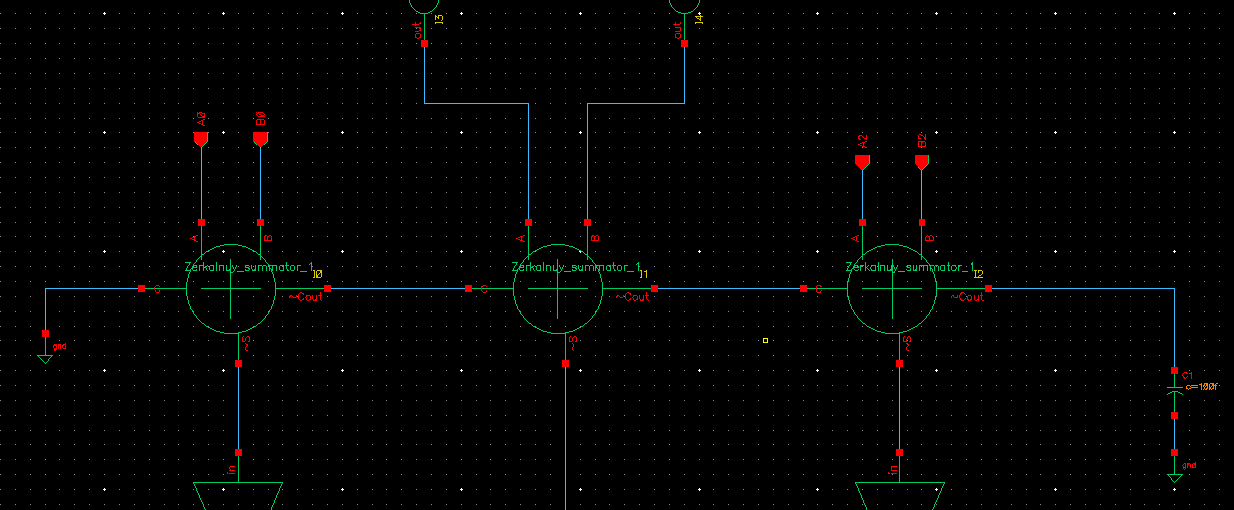 out
I3
out
I4
A0
B0
A2
B2
A
B
A
B
A
B
Zerkalnuy_summator_1
I0
Zerkalnuy_summator_1
I1
Zerkalnuy_summator_1
I2
C
~Cout
C
~Cout
C
~Cout
gnd
~S
~S
~S
C1
c=100f
in
in
gnd